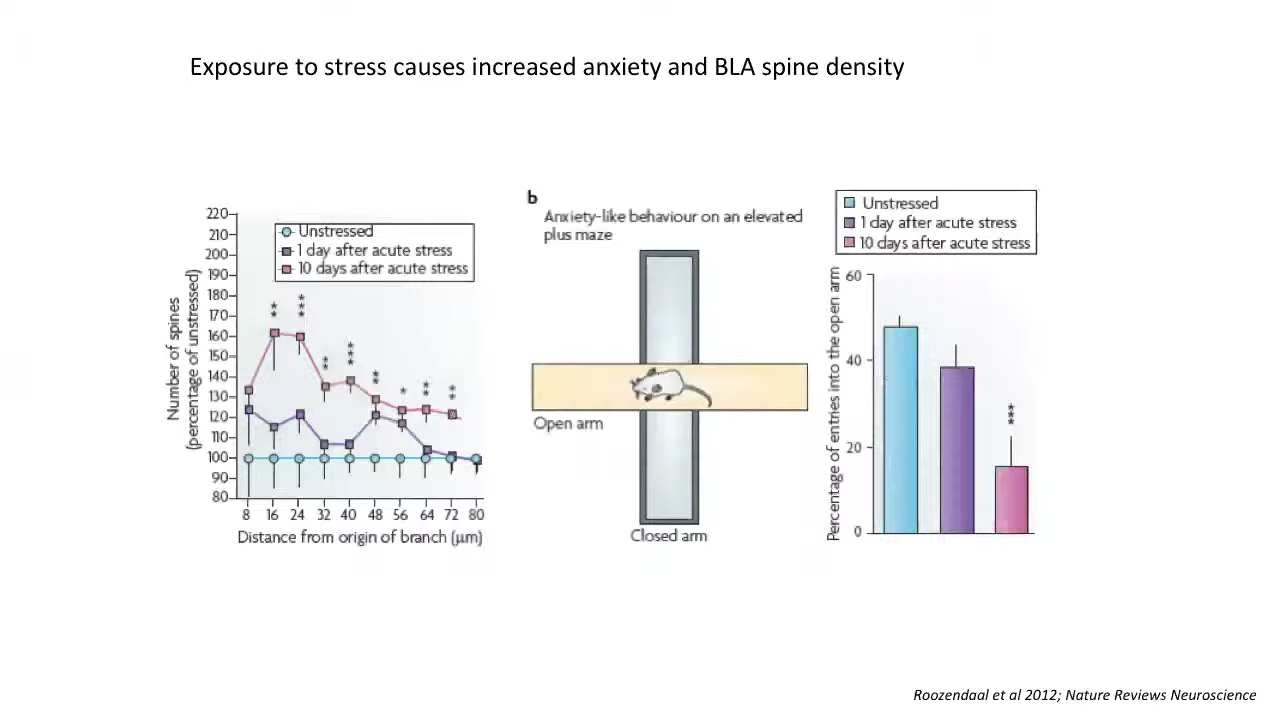 Exposure to stress causes increased anxiety and BLA spine density
220
210
200
190
180
170
160
150
140
130
120
110
100
90
80
Number of spines
(percentage of unstressed)
Unstressed
1 day after acute stress
10 days after acute stress
**
***
**
***
**
*
**
**
8 16 24 32 40 48 56 64 72 80
Distance from origin of branch (μm)
b
Anxiety-like behaviour on an elevated
plus maze
Open arm
Closed arm
Unstressed
1 day after acute stress
10 days after acute stress
Percentage of entries into the open arm
60
40
20
0
***
Roozendaal et al 2012; Nature Reviews Neuroscience